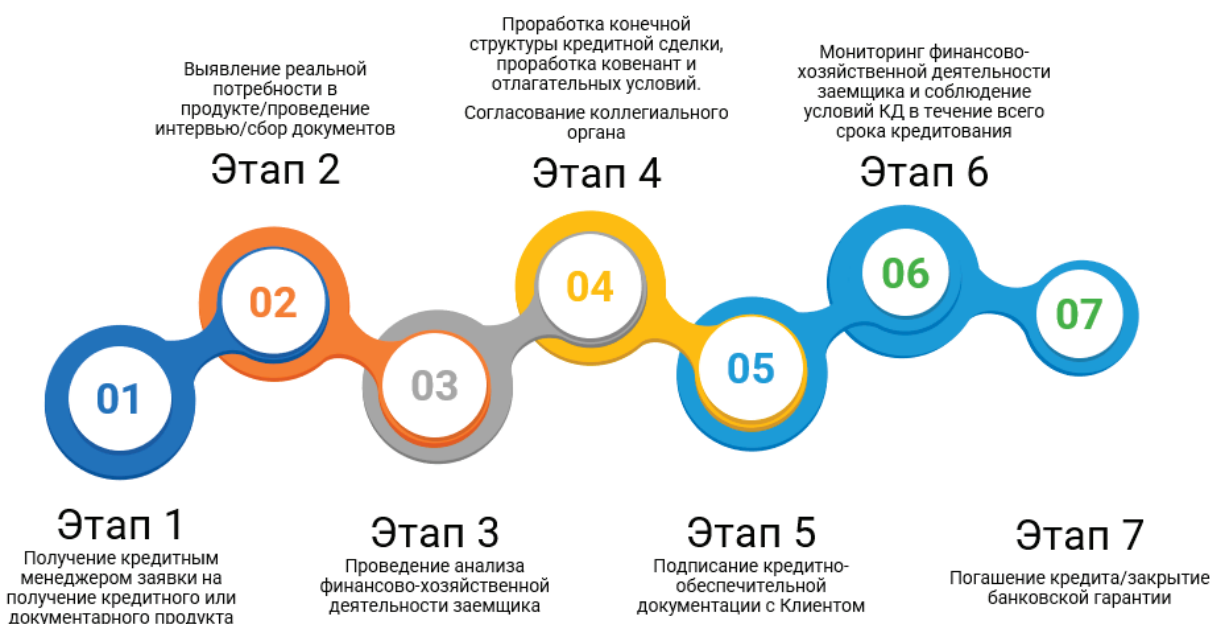 Проработка конечной
структуры кредитной сделки,
проработка ковенант и
отлагательных условий.
Согласование коллегиального
органа
Этап 4
Выявление реальной
потребности в
продукте/проведение
интервью/сбор документов
Этап 2
Мониторинг финансово-
хозяйственной деятельности
заемщика и соблюдение
условий КД в течение всего
срока кредитования
Этап 6
01
02
03
04
05
06
07
Этап 1
Получение кредитным
менеджером заявки на
получение кредитного или
документарного продукта
Этап 3
Проведение анализа
финансово-хозяйственной
деятельности заемщика
Этап 5
Подписание кредитно-
обеспечительной
документации с Клиентом
Этап 7
Погашение кредита/закрытие
банковской гарантии